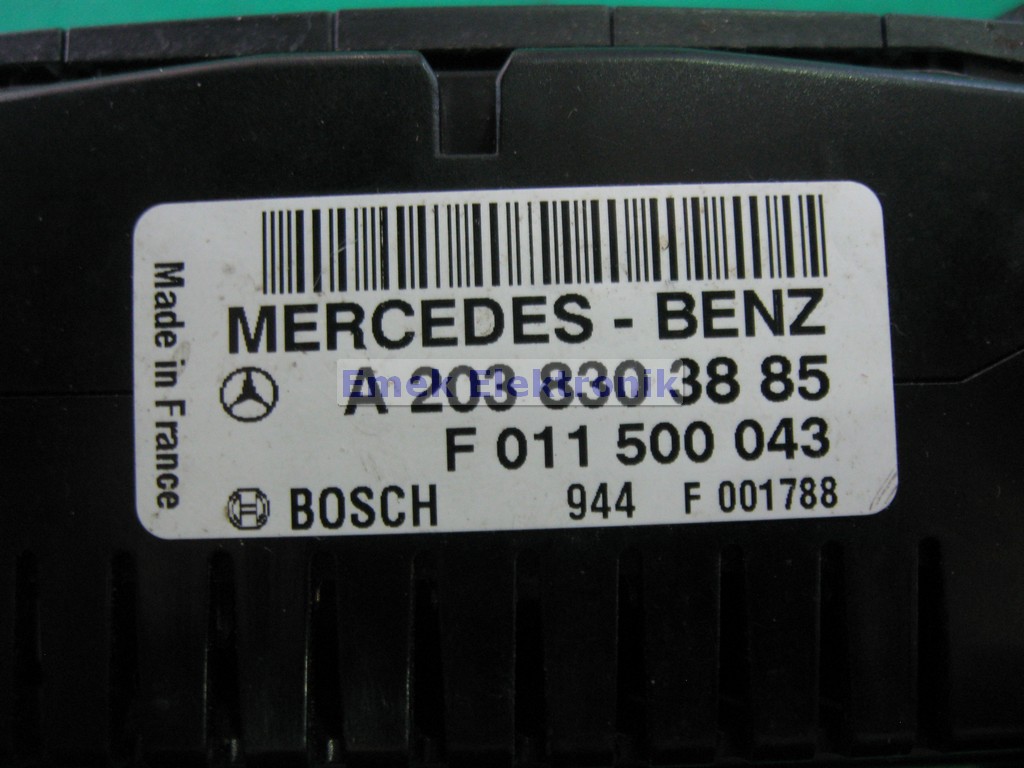 MERCEDES - BENZ
A 203 830 38 85
Emek Elektronik
F 011 500 043
BOSCH 944 F 001788
Made in France